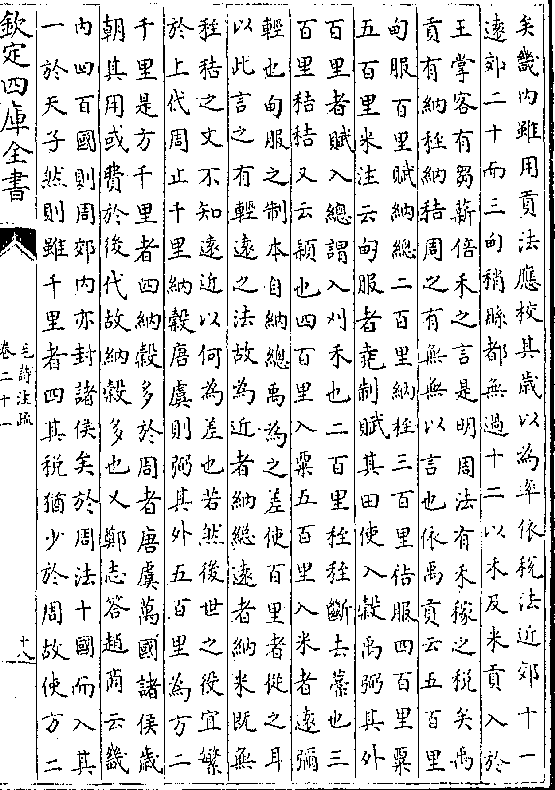 矣畿内雖用貢法應校其歲以為率依税法近郊十一
遠郊二十而三甸稍縣都無過十二以禾及米貢入於
王掌客有芻薪倍禾之言是明周法有禾稼之税矣禹
貢有納秷納秸周之有無無以言也依禹貢云五百里
甸服百里賦納總二百里納秷三百里秸服四百里粟
五百里米注云甸服者堯制賦其田使入穀禹弼其外
百里者賦入總謂入刈禾也二百里秷秷斷去藁也三
百里秸秸又云穎也四百里入粟五百里入米者遠彌
輕也甸服之制本自納總禹為之差使百里者從之耳
以此言之有輕遠之法故為近者納總遠者納米既無
秷秸之文不知遠近以何為差也若然後世之役宜繁
於上代周止千里納穀唐虞則弼其外五百里為方二
千里是方千里者四納穀多於周者唐虞萬國諸侯歲
朝其用或費於後代故納穀多也又鄭志答趙商云畿
内四百國則周郊内亦封諸侯矣於周法十國而入其
一於天子然則雖千里者四其税猶少於周故使方二
欽定四庫全書
毛詩注疏
卷二十一
十八